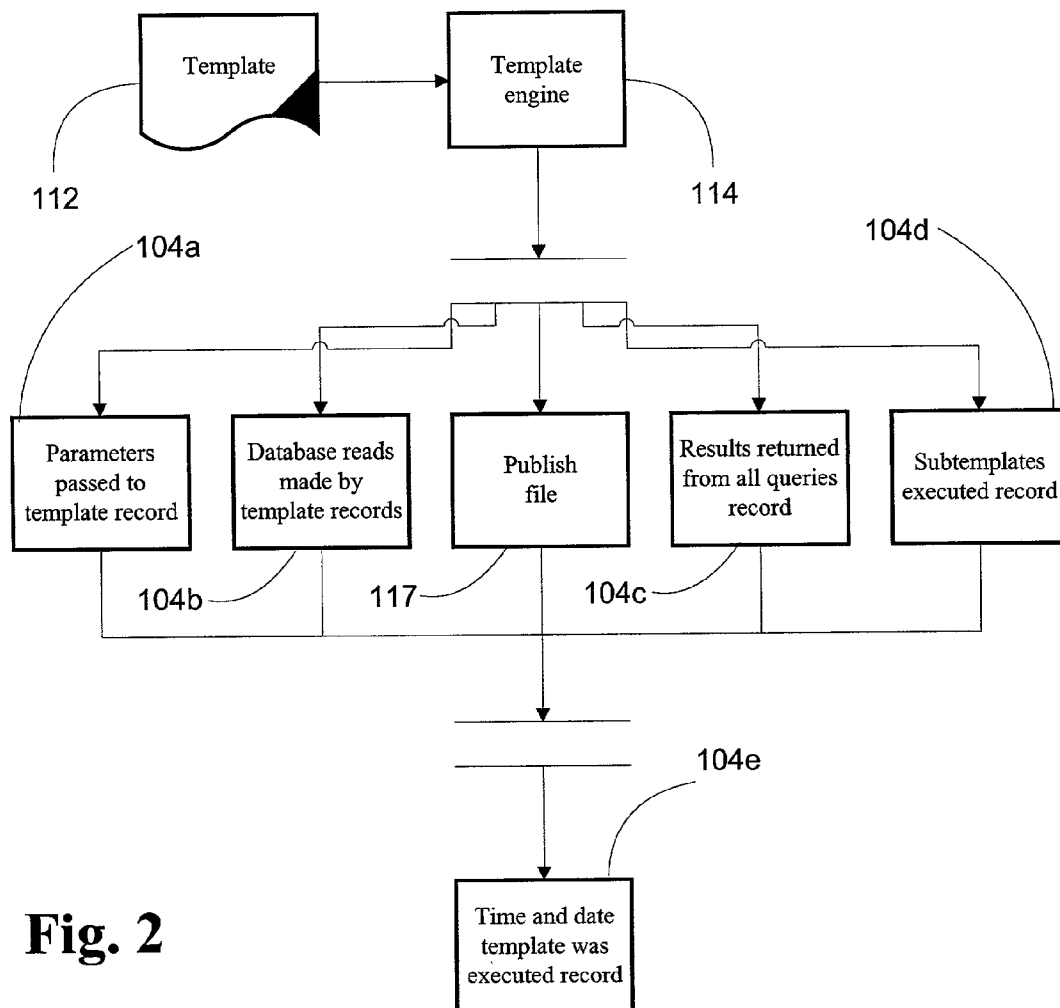 Template
Template
engine
112
114
104a
104d
Parameters
passed to
template record
Database reads
made by
template records
Publish
file
Results returned
from all queries
record
Subtemplates
executed record
104b
117
104c
104e
Time and date
template was
executed record
Fig. 2